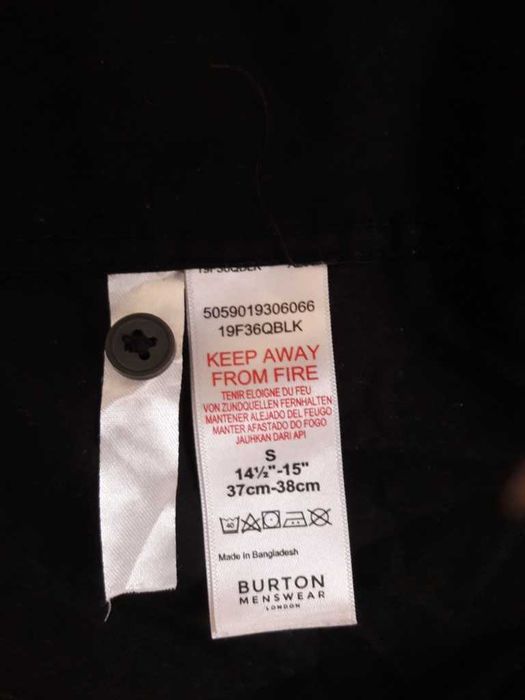 5059019306066
19F36QBLK
KEEP AWAY
FROM FIRE
TENIR ELOIGNE DU FEU
VON ZUNDQUELLEN FERNHALTEN
MANTENER ALEJADO DEL FEUGO
MANTER AFASTADO DO FOGO
JAUHKAN DARI API
S
14½"-15"
37cm-38cm
40
Made in Bangladesh
BURTON
MENSWEAR
LONDON